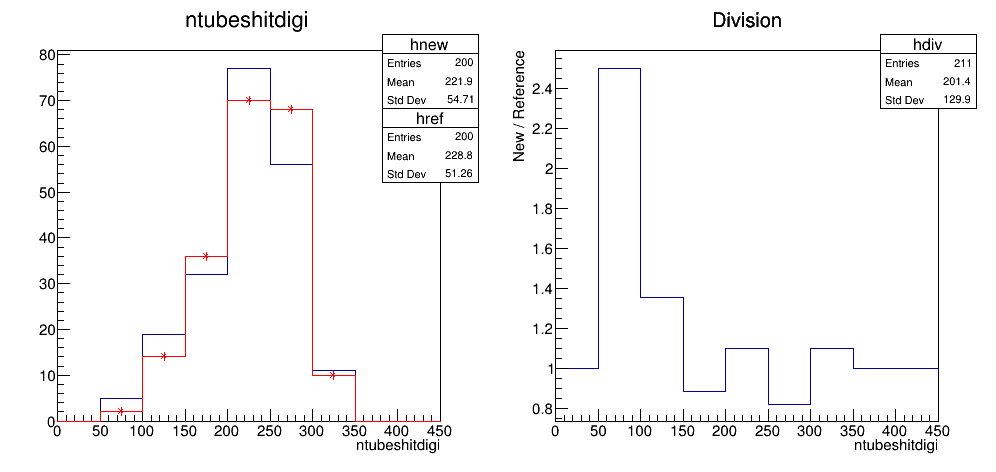 ntubeshitdigi
hnew
Entries 200
Mean 221.9
Std Dev 54.71
href
Entries 200
Mean 228.8
Std Dev 51.26
80
70
60
50
40
30
20
10
0
0 50 100 150 200 250 300 350 400 450
ntubeshitdigi
Division
hdiv
Entries 211
Mean 201.4
Std Dev 129.9
New / Reference
2.4
2.2
2
1.8
1.6
1.4
1.2
1
0.8
0 50 100 150 200 250 300 350 400 450
ntubeshitdigi